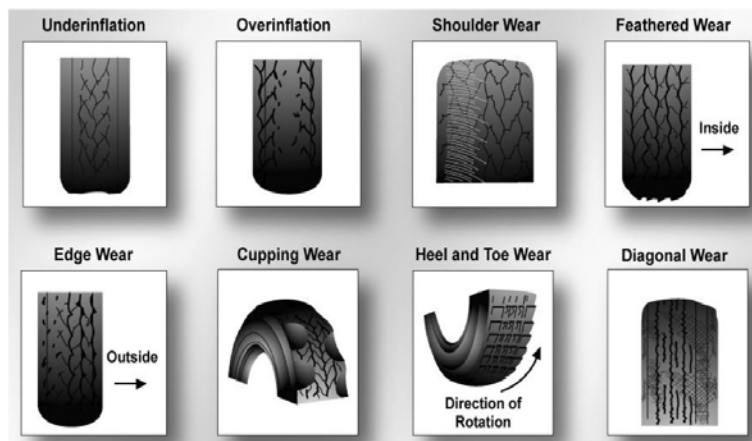 Underinflation
Overinflation
Shoulder Wear
Feathered Wear
Inside
Edge Wear
Cupping Wear
Heel and Toe Wear
Diagonal Wear
Outside
Direction of
Rotation